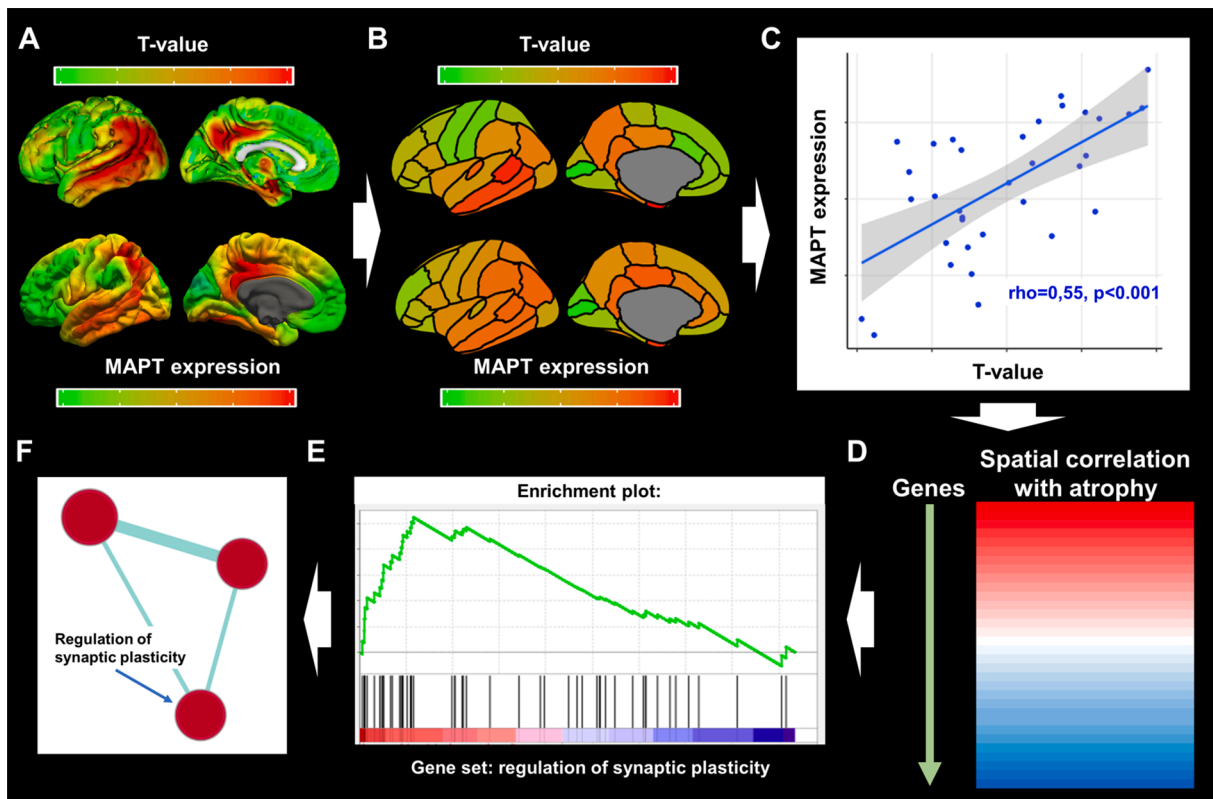 A
T-value
MAPT expression
B
T-value
MAPT expression
C
MAPT expression
rho=0,55, p<0.001
T-value
D
Genes
Spatial correlation
with atrophy
E
Enrichment plot:
Gene set: regulation of synaptic plasticity
F
Regulation of
synaptic plasticity